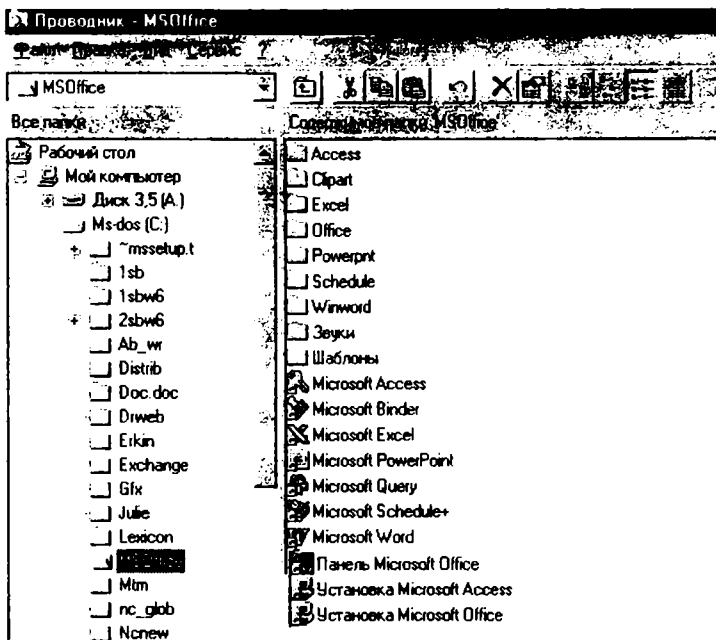 Проводник - MSOffice
Файл Правка Вид Сервис ?
MSOffice
Все папки
Содержимое папки MSOffice
Рабочий стол
Мой компьютер
Диск 3,5 (A:)
Ms-dos (C:)
~mssetup.t
1sb
1sbw6
2sbw6
Ab_wr
Distrib
Doc.doc
Drweb
Erkin
Exchange
Gfx
Julie
Lexicon
Mtm
nc_glob
Ncnew
Access
Clipart
Excel
Office
Powerpnt
Schedule
Winword
Звуки
Шаблоны
Microsoft Access
Microsoft Binder
Microsoft Excel
Microsoft PowerPoint
Microsoft Query
Microsoft Schedule+
Microsoft Word
Панель Microsoft Office
Установка Microsoft Access
Установка Microsoft Office